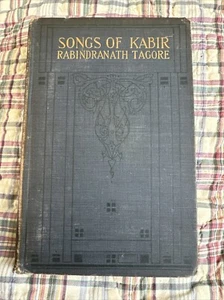 SONGS OF KABIR
RABINDRANATH TAGORE